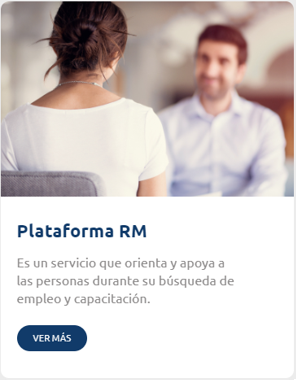 Plataforma RM
Es un servicio que orienta y apoya a
las personas durante su búsqueda de
empleo y capacitación.
VER MÁS